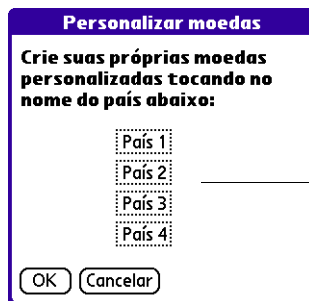 Personalizar moedas
Crie suas próprias moedas
personalizadas tocando no
nome do país abaixo:
País 1
País 2
País 3
País 4
OK Cancelar